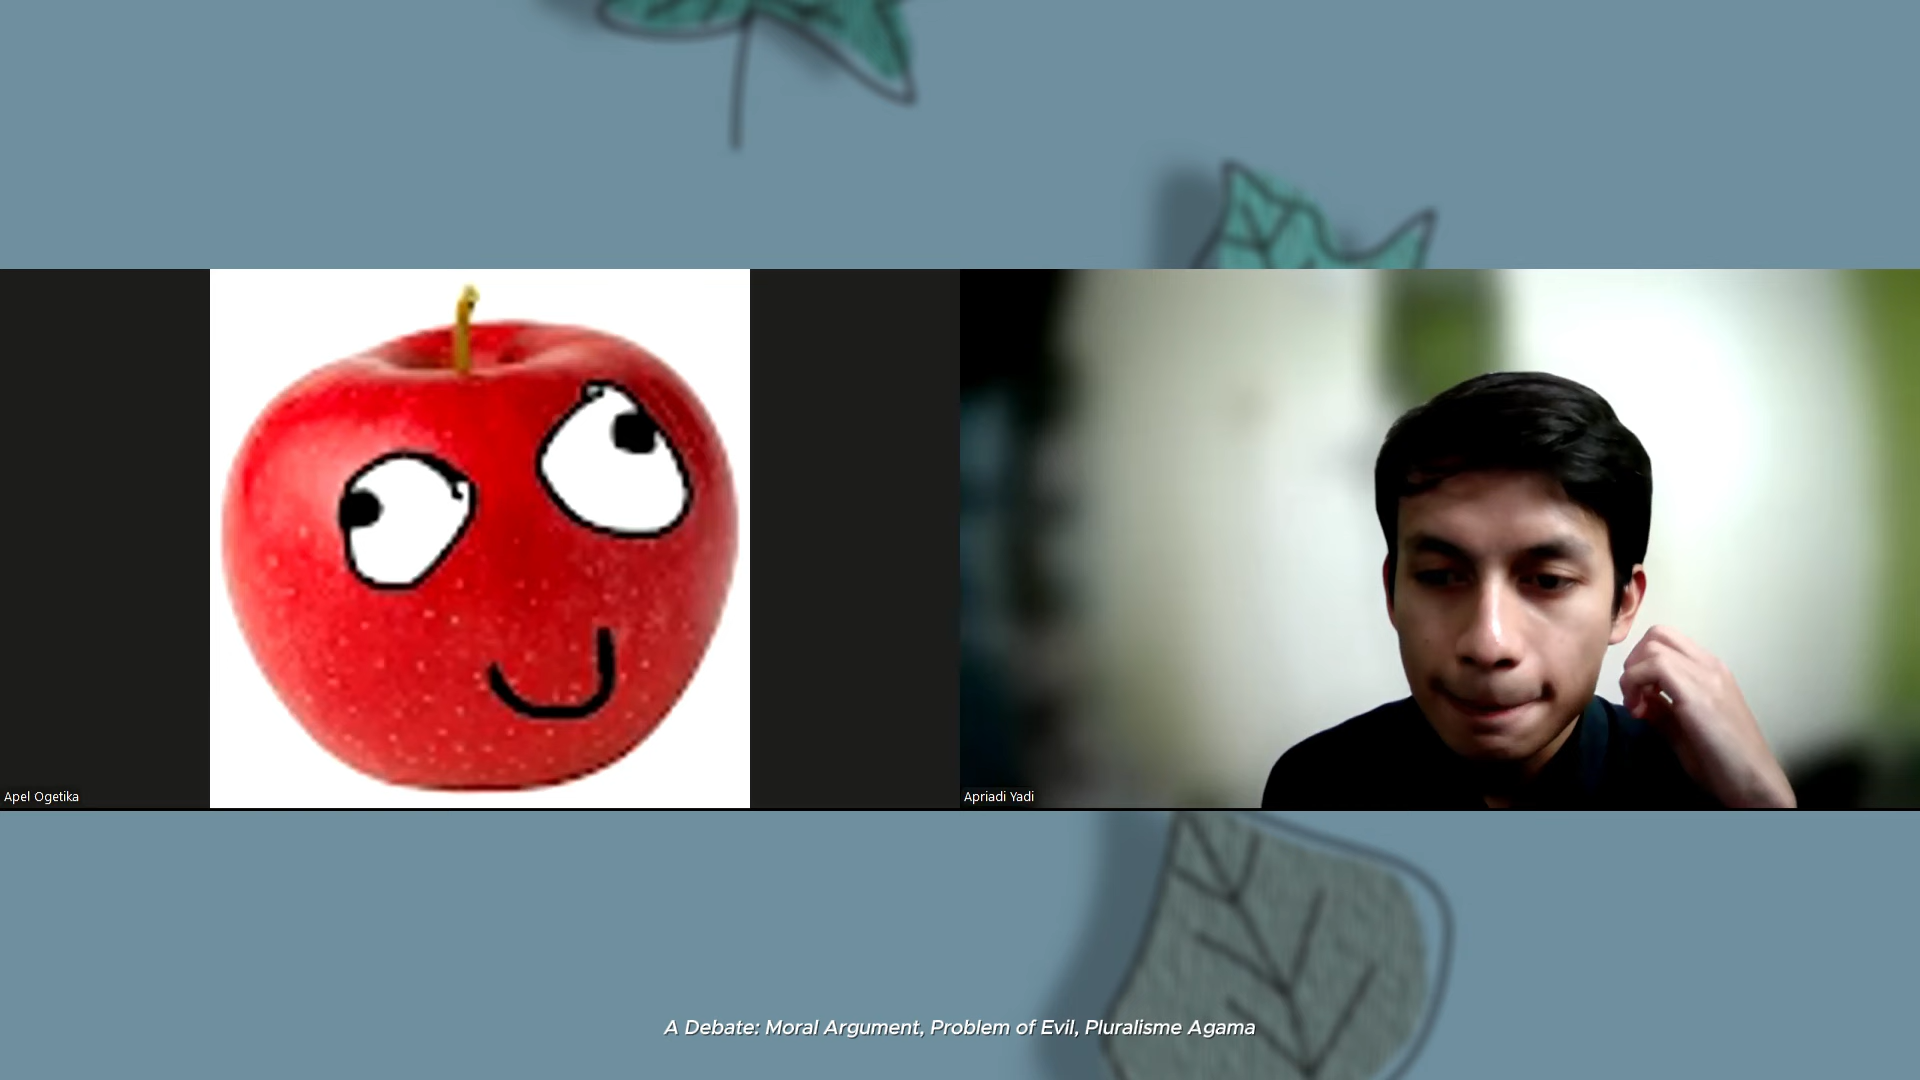 Apel Ogetika
Apriadi Yadi
A Debate: Moral Argument, Problem of Evil, Pluralisme Agama